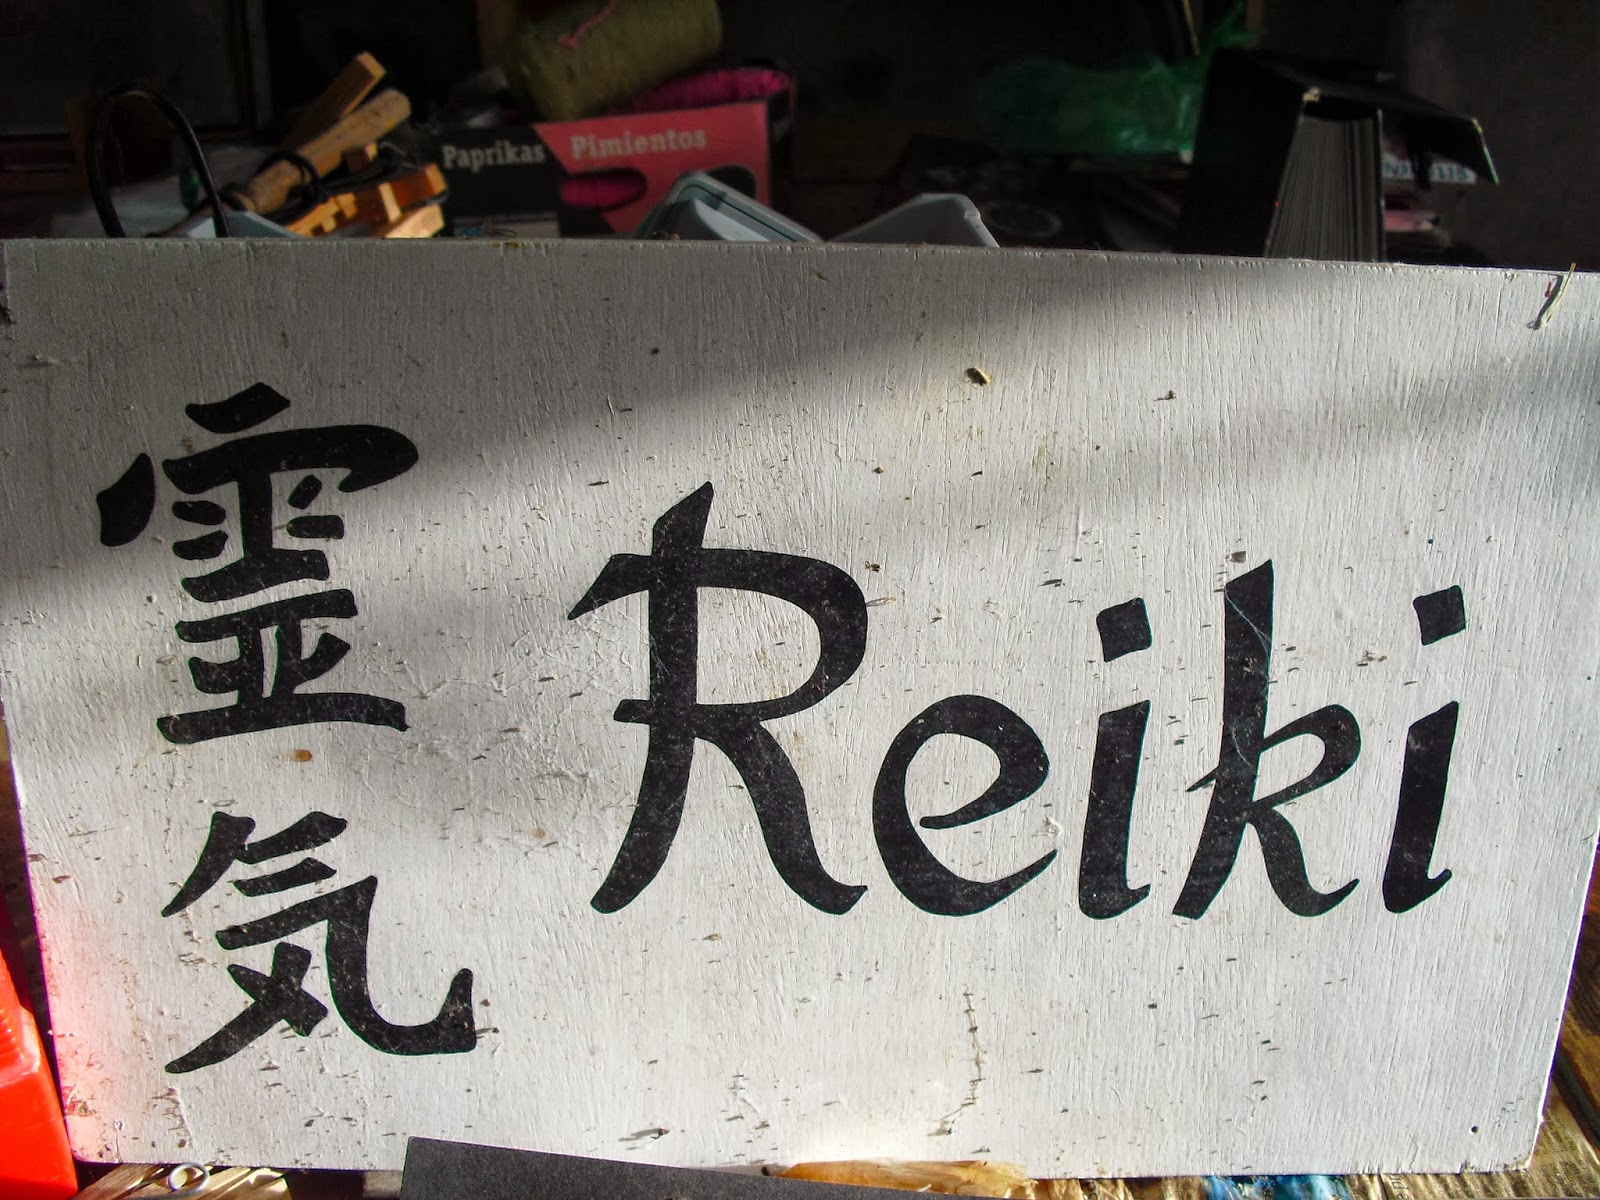 Paprikas Pimientos
霊気
Reiki